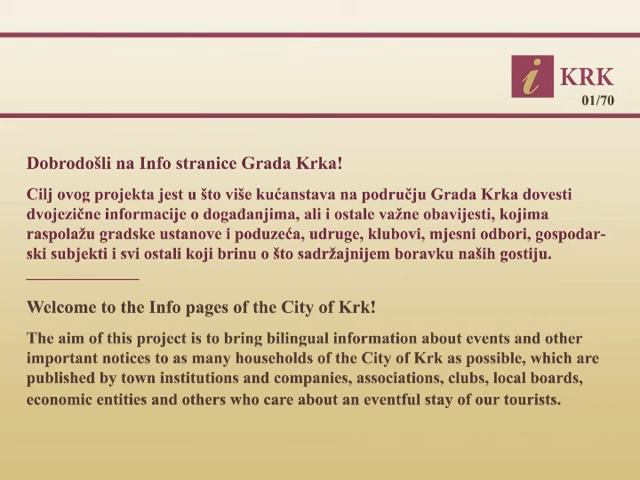 i KRK
01/70
Dobrodošli na Info stranice Grada Krka!
Cilj ovog projekta jest u što više kućanstava na području Grada Krka dovesti
dvojezične informacije o događanjima, ali i ostale važne obavijesti, kojima
raspolažu gradske ustanove i poduzeća, udruge, klubovi, mjesni odbori, gospodar-
ski subjekti i svi ostali koji brinu o što sadržajnijem boravku naših gostiju.
Welcome to the Info pages of the City of Krk!
The aim of this project is to bring bilingual information about events and other
important notices to as many households of the City of Krk as possible, which are
published by town institutions and companies, associations, clubs, local boards,
economic entities and others who care about an eventful stay of our tourists.